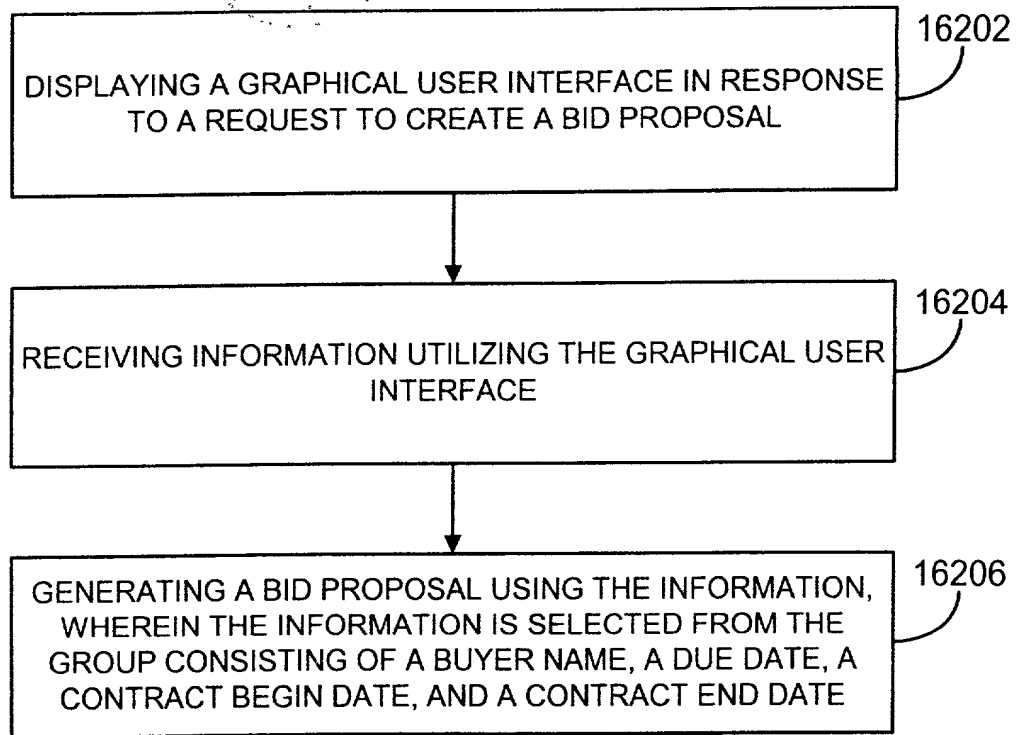 16202
DISPLAYING A GRAPHICAL USER INTERFACE IN RESPONSE
TO A REQUEST TO CREATE A BID PROPOSAL
16204
RECEIVING INFORMATION UTILIZING THE GRAPHICAL USER
INTERFACE
16206
GENERATING A BID PROPOSAL USING THE INFORMATION,
WHEREIN THE INFORMATION IS SELECTED FROM THE
GROUP CONSISTING OF A BUYER NAME, A DUE DATE, A
CONTRACT BEGIN DATE, AND A CONTRACT END DATE